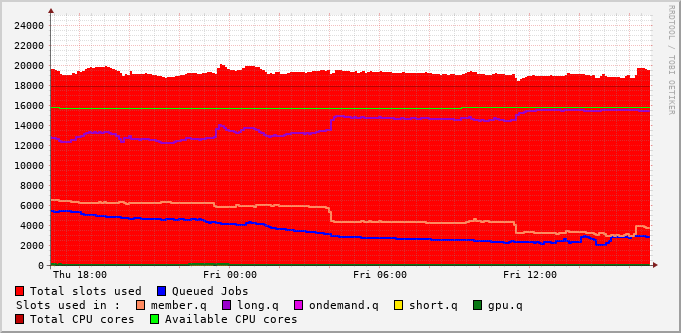 24000
22000
20000
18000
16000
14000
12000
10000
8000
6000
4000
2000
0
Thu 18:00 Fri 00:00 Fri 06:00 Fri 12:00
RRDTOOL / TOBI OETIKER
Total slots used Queued Jobs
Slots used in : member.q long.q ondemand.q short.q gpu.q
Total CPU cores Available CPU cores